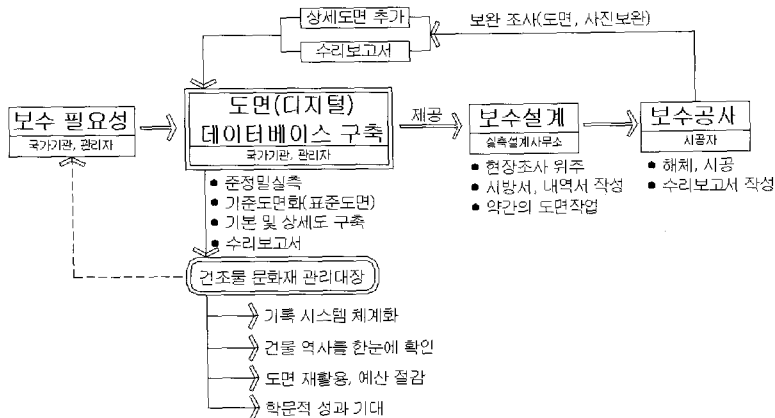 상세도면 추가
수리보고서
보완 조사(도면, 사진보완)
보수 필요성
국가기관, 관리자
도면(디지털)
데이터베이스 구축
국가기관, 관리자
제공
보수설계
실측설계사무소
보수공사
시공자
● 준정밀실측
● 기준도면화(표준도면)
● 기본 및 상세도 구축
● 수리보고서
● 현장조사 위주
● 시방서, 내역서 작성
● 약간의 도면작업
● 해체, 시공
● 수리보고서 작성
건조물 문화재 관리대장
기록 시스템 체계화
건물 역사를 한눈에 확인
도면 재활용, 예산 절감
학문적 성과 기대